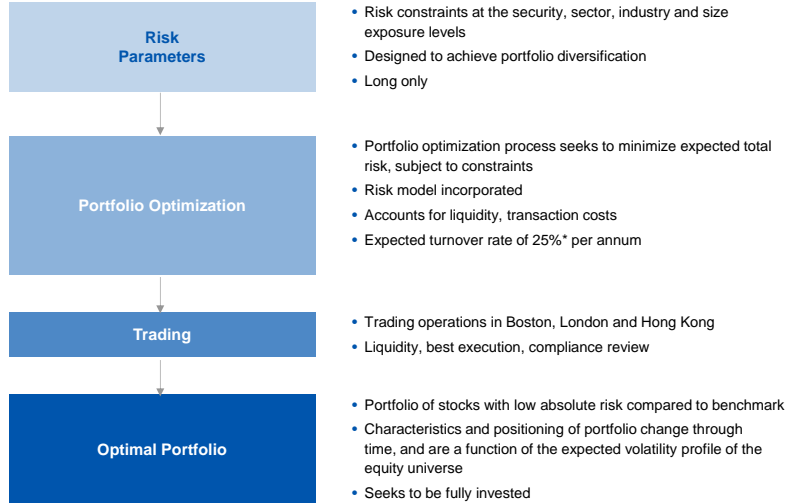 Risk
Parameters
• Risk constraints at the security, sector, industry and size
exposure levels
• Designed to achieve portfolio diversification
• Long only
Portfolio Optimization
• Portfolio optimization process seeks to minimize expected total
risk, subject to constraints
• Risk model incorporated
• Accounts for liquidity, transaction costs
• Expected turnover rate of 25%* per annum
Trading
• Trading operations in Boston, London and Hong Kong
• Liquidity, best execution, compliance review
Optimal Portfolio
• Portfolio of stocks with low absolute risk compared to benchmark
• Characteristics and positioning of portfolio change through
time, and are a function of the expected volatility profile of the
equity universe
• Seeks to be fully invested